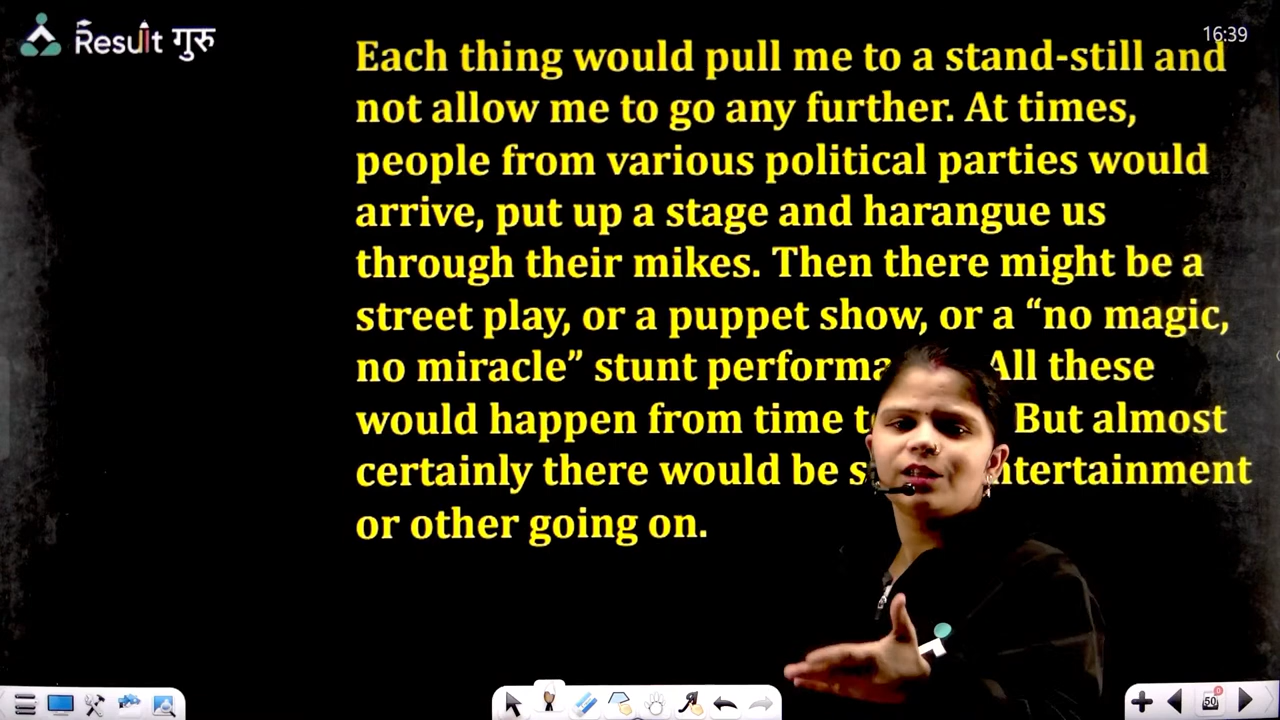 Result गुरु
16:39
Each thing would pull me to a stand-still and
not allow me to go any further. At times,
people from various political parties would
arrive, put up a stage and harangue us
through their mikes. Then there might be a
street play, or a puppet show, or a “no magic,
no miracle” stunt All these
would happen from time But almost
certainly there would be
or other going on.
50